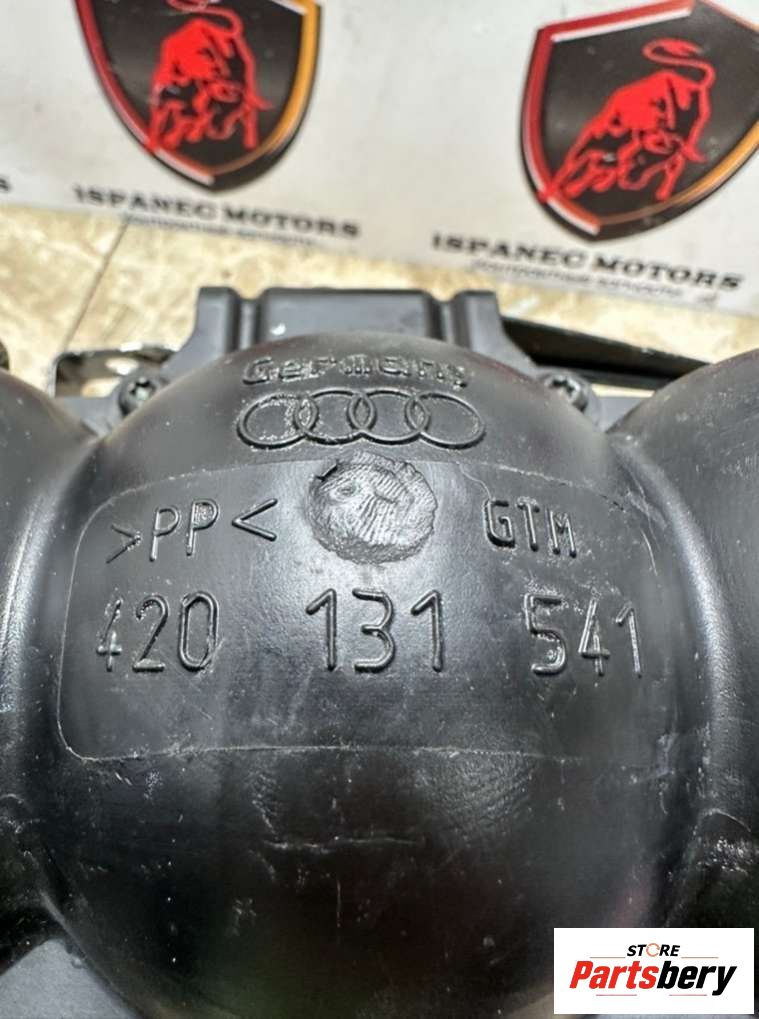 ISPANEC MOTORS
ISPANEC MOTORS
Germany
>PP<
GTM
420 131 541
STORE
Partsbery